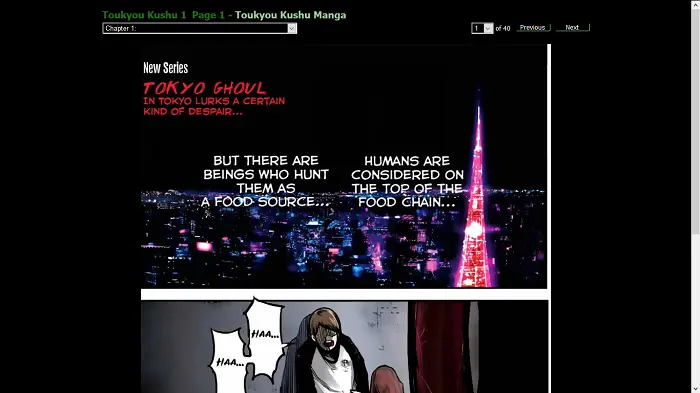 Toukyou Kushu 1 Page 1 - Toukyou Kushu Manga
Chapter 1:
1 of 40 Previous Next
New Series
TOKYO GHOUL
IN TOKYO LURKS A CERTAIN
KIND OF DESPAIR...
HUMANS ARE
CONSIDERED ON
THE TOP OF THE
FOOD CHAIN...
BUT THERE ARE
BEINGS WHO HUNT
THEM AS
A FOOD SOURCE...
HAA...
HAA...